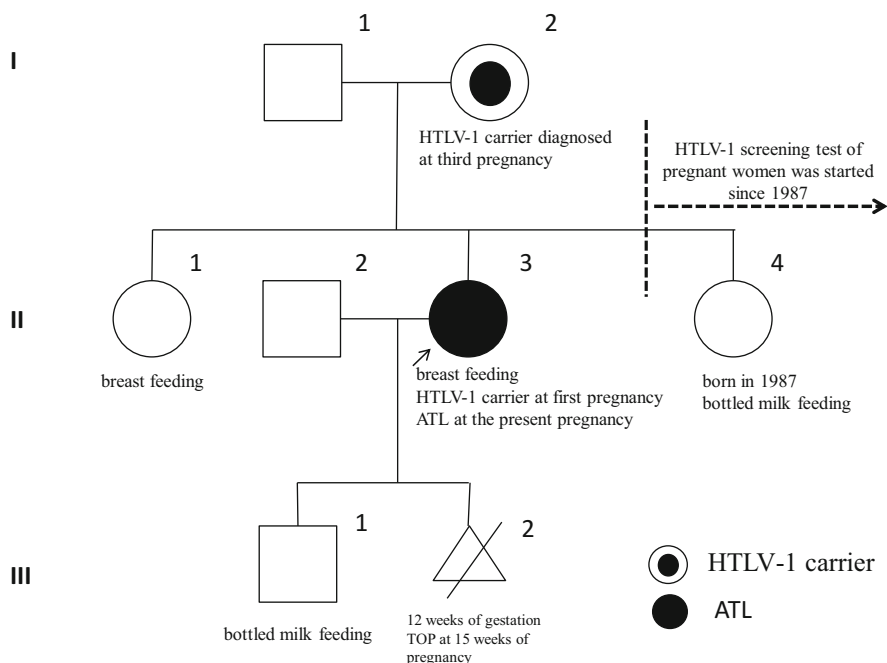 1
2
I
HTLV-1 carrier diagnosed
at third pregnancy
HTLV-1 screening test of
pregnant women was started
since 1987
1
2
3
4
II
breast feeding
breast feeding
HTLV-1 carrier at first pregnancy
ATL at the present pregnancy
born in 1987
bottled milk feeding
1
2
III
bottled milk feeding
12 weeks of gestation
TOP at 15 weeks of
pregnancy
HTLV-1 carrier
ATL